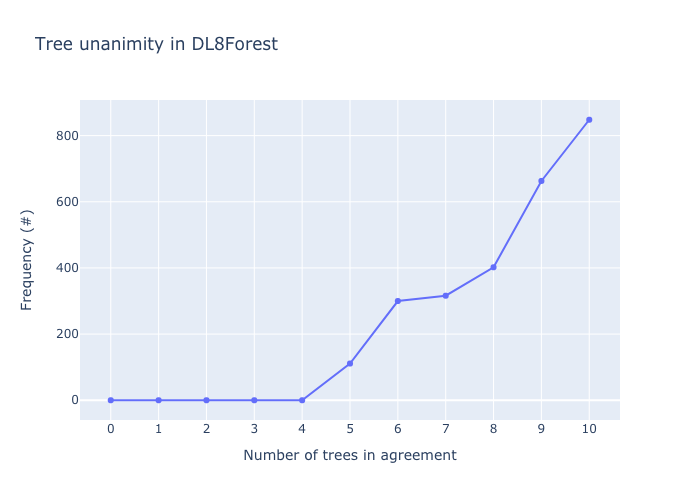 Tree unanimity in DL8Forest
800
600
400
200
0
Frequency (#)
0 1 2 3 4 5 6 7 8 9 10
Number of trees in agreement